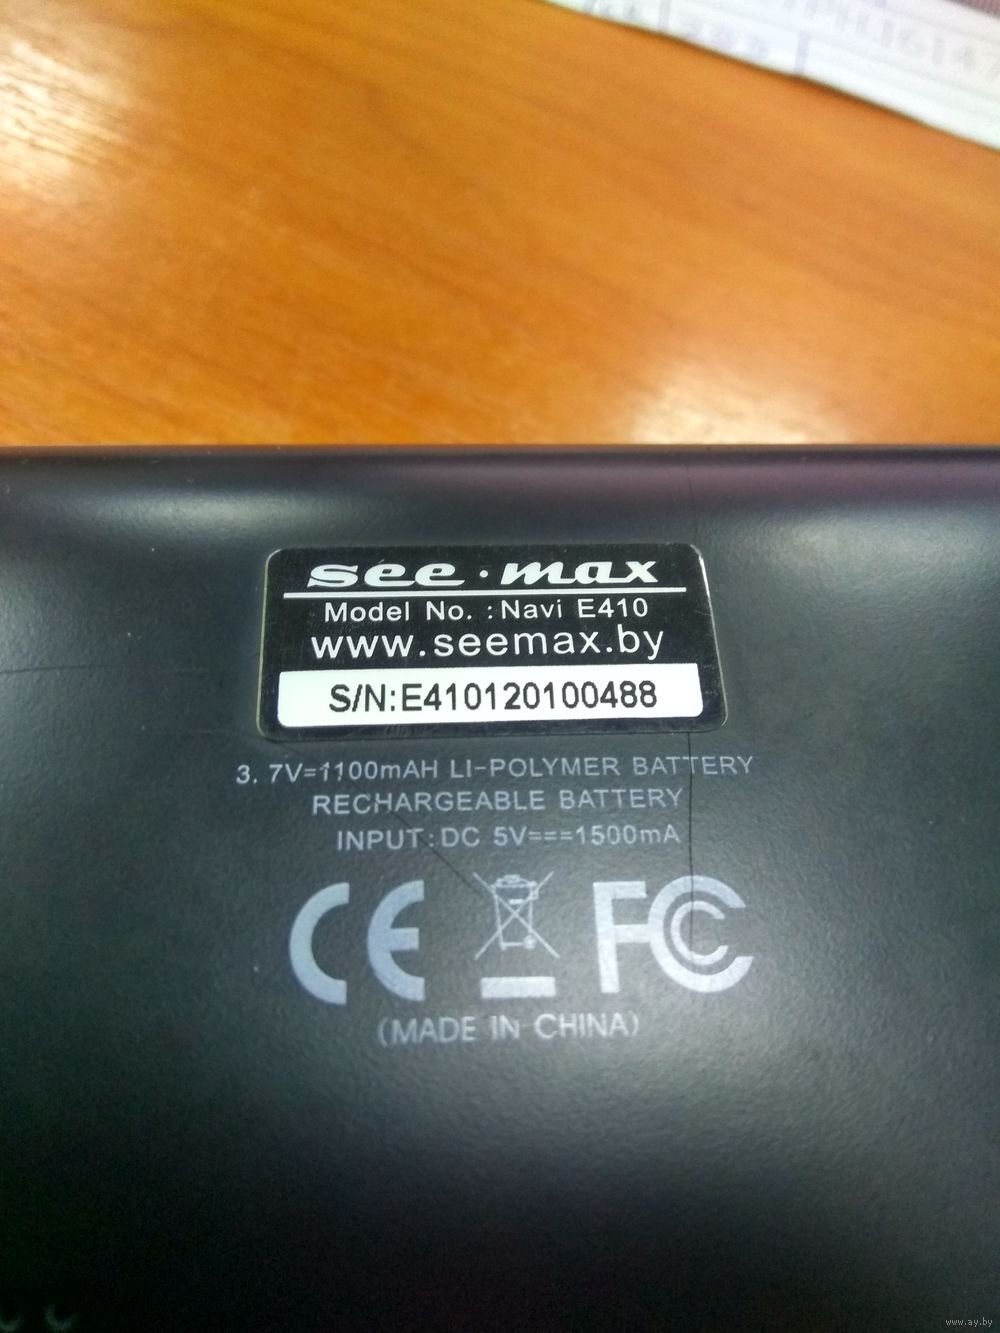 see·max
Model No. : Navi E410
www.seemax.by
S/N:E410120100488
3. 7V=1100mAH LI-POLYMER BATTERY
RECHARGEABLE BATTERY
INPUT:DC 5V===1500mA
CE FC
(MADE IN CHINA)
www.ay.by